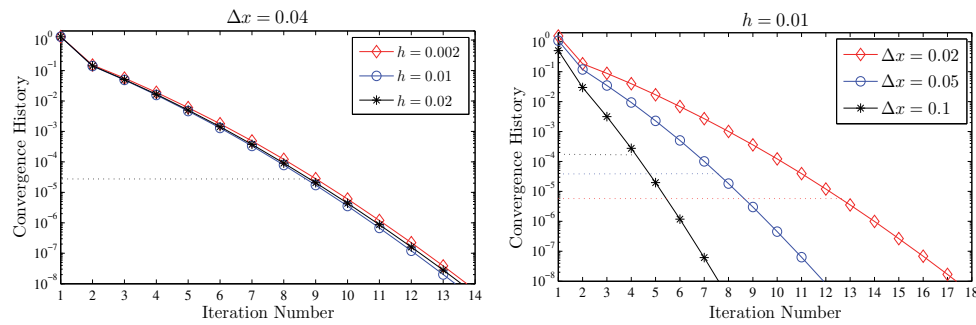 Δx = 0.04
10^0
10^-1
10^-2
10^-3
10^-4
10^-5
10^-6
10^-7
10^-8
Convergence History
h = 0.002
h = 0.01
h = 0.02
1 2 3 4 5 6 7 8 9 10 11 12 13 14
Iteration Number
h = 0.01
10^0
10^-1
10^-2
10^-3
10^-4
10^-5
10^-6
10^-7
10^-8
Convergence History
Δx = 0.02
Δx = 0.05
Δx = 0.1
1 2 3 4 5 6 7 8 9 10 11 12 13 14 15 16 17 18
Iteration Number